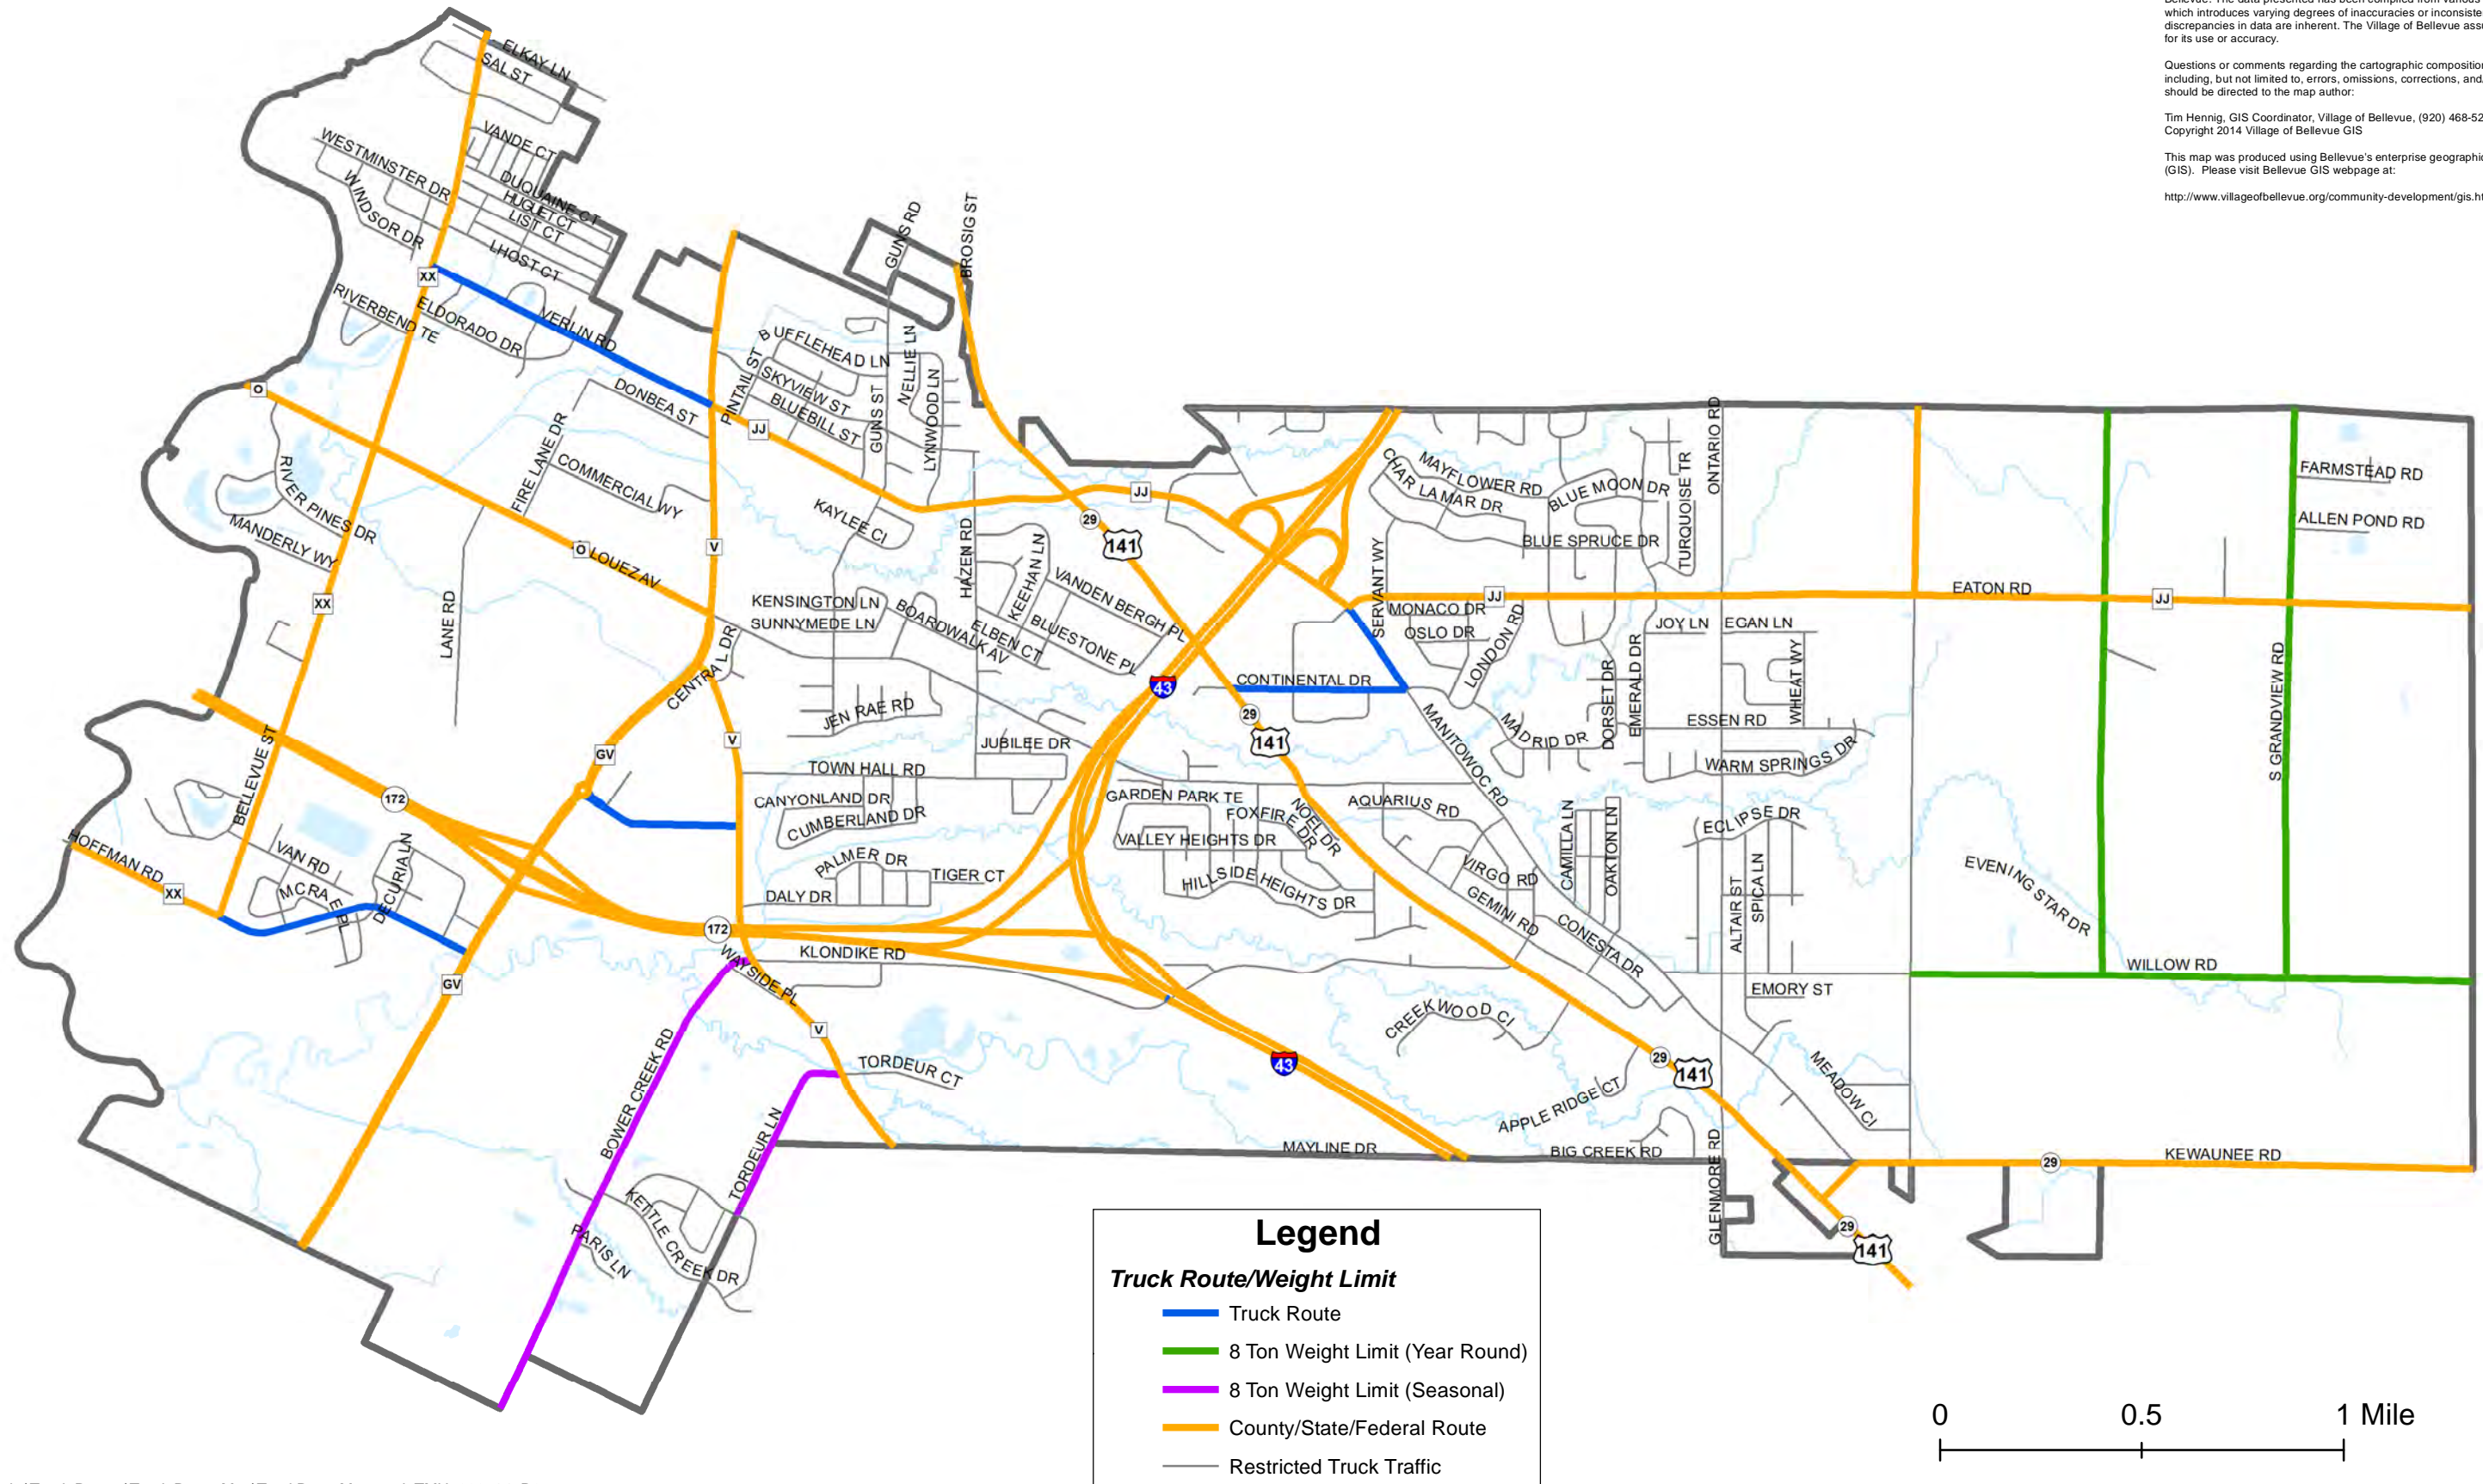 which introduces varying degrees of inaccuracies or inconsiste
discrepancies in data are inherent. The Village of Bellevue ass
for its use or accuracy.
Questions or comments regarding the cartographic composition
including, but not limited to, errors, omissions, corrections, and
should be directed to the map author:
Tim Hennig, GIS Coordinator, Village of Bellevue, (920) 468-52
Copyright 2014 Village of Bellevue GIS
This map was produced using Bellevue's enterprise geographic
(GIS). Please visit Bellevue GIS webpage at:
http://www.villageofbellevue.org/community-development/gis.ht
ELKAY LN
SAL ST
VANDE CT
WESTMINSTER DR
WINDSOR DR
DUQUAINE CT
HUGUET CT
LIST CT
LHOST CT
XX
RIVERBEND TE
ELDORADO DR
VERLIN RD
GUNS RD
BROSIG ST
O
DONBEA ST
PINTAIL ST
BUFFLEHEAD LN
SKYVIEW ST
BLUEBILL ST
NELLIE LN
GUNS ST
LYNWOOD LN
JJ
ONTARIO RD
FIRE LANE DR
COMMERCIAL WY
RIVER PINES DR
MANDERLY WY
KAYLEE CI
HAZEN RD
JJ
29
141
CHAR LA MAR DR
MAYFLOWER RD
BLUE MOON DR
TURQUOISE TR
BLUE SPRUCE DR
FARMSTEAD RD
ALLEN POND RD
O
LOUEZ AV
V
XX
LANE RD
KENSINGTON LN
SUNNYMEDE LN
BOARDWALK AV
KEEHAN LN
ELBEN CT
VANDEN BERGH PL
BLUESTONE PL
SERVANT WY
MONACO DR
OSLO DR
LONDON RD
JJ
EATON RD
JJ
JOY LN
EGAN LN
CENTRAL DR
43
CONTINENTAL DR
29
141
DORSET DR
EMERALD DR
WHEAT WY
S GRANDVIEW RD
JEN RAE RD
V
GV
JUBILEE DR
TOWN HALL RD
MANITOWOC RD
MADRID DR
ESSEN RD
WARM SPRINGS DR
BELLEVUE ST
172
CANYONLAND DR
CUMBERLAND DR
GARDEN PARK TE
FOXFIRE DR
NOEL DR
AQUARIUS RD
VALLEY HEIGHTS DR
HILLSIDE HEIGHTS DR
CAMILLA LN
OAKTON LN
ECLIPSE DR
HOFFMAN RD
XX
VAN RD
MCRAE PL
DECURIA LN
PALMER DR
TIGER CT
DALY DR
VIRGO RD
GEMINI RD
CONESTA DR
ALTAIR ST
SPICA LN
EVENING STAR DR
WILLOW RD
172
KLONDIKE RD
WAYSIDE PL
GV
EMORY ST
CREEKWOOD CI
V
BOWER CREEK RD
TORDEUR CT
43
29
141
MEADOW CI
APPLE RIDGE CT
TORDEUR LN
MAYLINE DR
BIG CREEK RD
GLENMORE RD
KEWAUNEE RD
29
KETTLE CREEK DR
PARIS LN
29
141
Legend
Truck Route/Weight Limit
Truck Route
8 Ton Weight Limit (Year Round)
8 Ton Weight Limit (Seasonal)
County/State/Federal Route
Restricted Truck Traffic
0 0.5 1 Mile